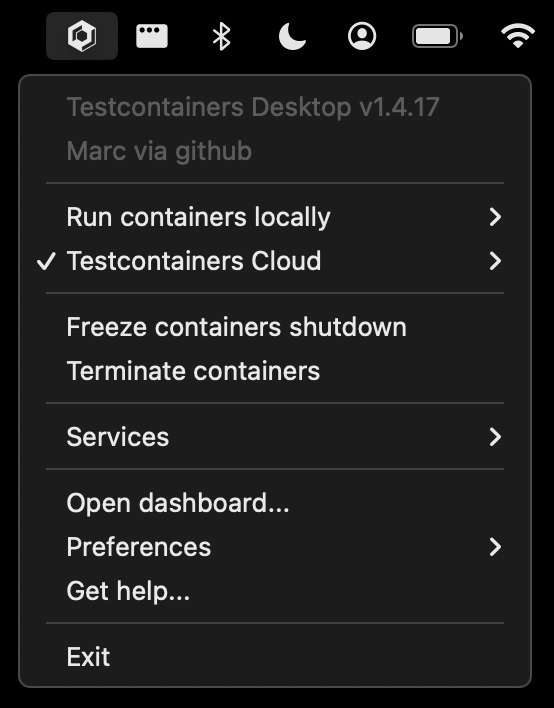 Testcontainers Desktop v1.4.17
Marc via github
Run containers locally
Testcontainers Cloud
Freeze containers shutdown
Terminate containers
Services
Open dashboard...
Preferences
Get help...
Exit